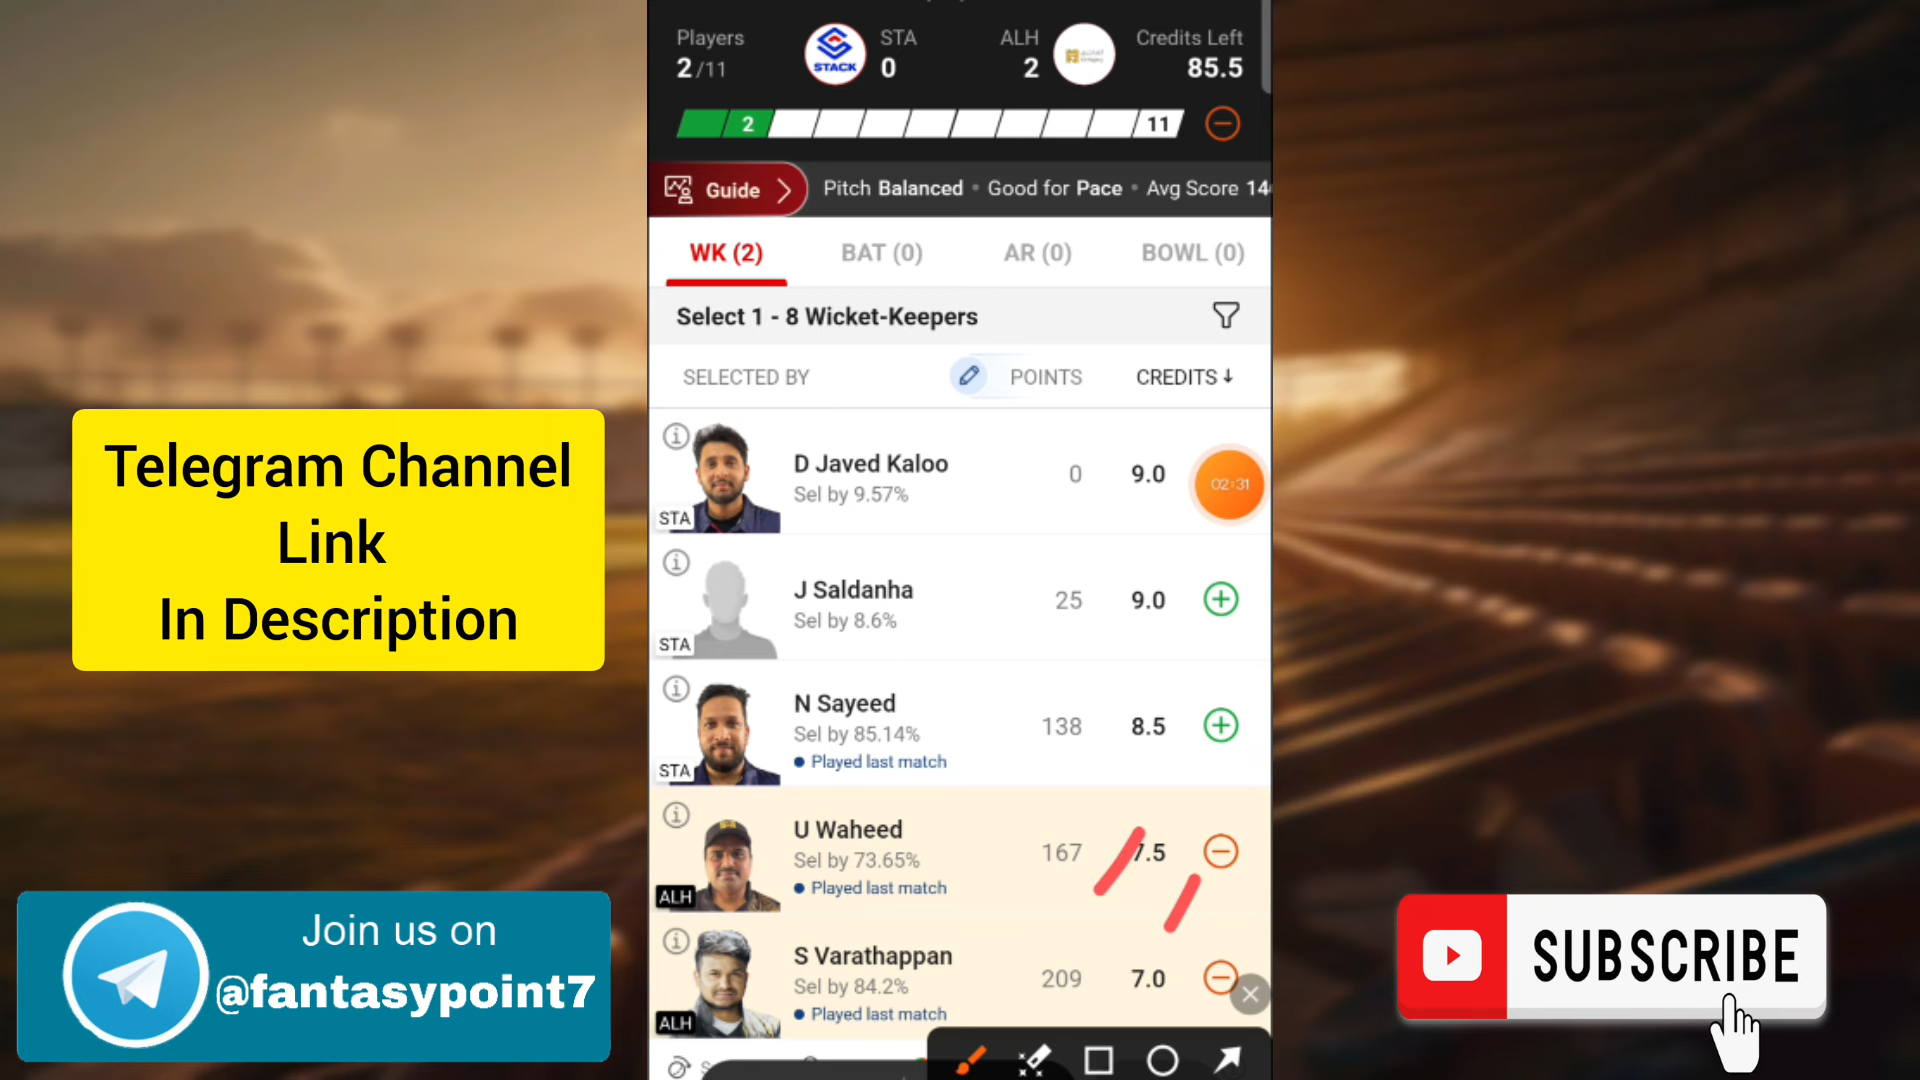 Players
2/11
STACK
STA
0
ALH
2
Credits Left
85.5
2
11
Guide
Pitch Balanced • Good for Pace • Avg Score 14
WK (2)
BAT (0)
AR (0)
BOWL (0)
Select 1 - 8 Wicket-Keepers
SELECTED BY
POINTS
CREDITS
D Javed Kaloo
Sel by 9.57%
STA
0
9.0
02:31
J Saldanha
Sel by 8.6%
STA
25
9.0
N Sayeed
Sel by 85.14%
Played last match
STA
138
8.5
U Waheed
Sel by 73.65%
Played last match
ALH
167
7.5
S Varathappan
Sel by 84.2%
Played last match
ALH
209
7.0
Telegram Channel
Link
In Description
Join us on
@fantasypoint7
SUBSCRIBE